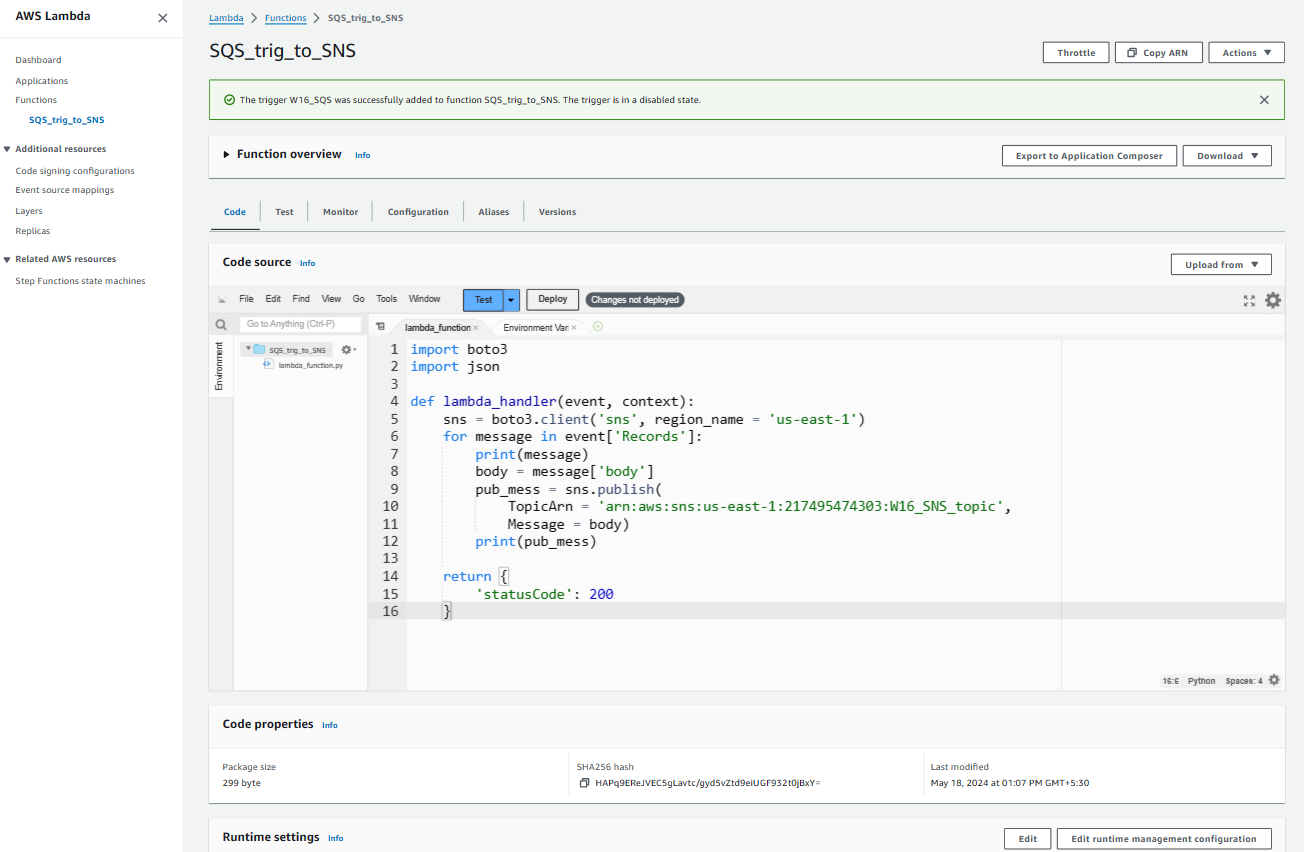 AWS Lambda
Dashboard
Applications
Functions
SQS_trig_to_SNS
Additional resources
Code signing configurations
Event source mappings
Layers
Replicas
Related AWS resources
Step Functions state machines
Lambda > Functions > SQS_trig_to_SNS
SQS_trig_to_SNS
Throttle Copy ARN Actions
The trigger W16_SQS was successfully added to function SQS_trig_to_SNS. The trigger is in a disabled state.
Function overview Info
Export to Application Composer Download
Code Test Monitor Configuration Aliases Versions
Code source Info
Upload from
File Edit Find View Go Tools Window Test Deploy Changes not deployed
Go to Anything (Ctrl-P)
lambda_function × Environment Vari ×
Environment
SQS_trig_to_SNS
lambda_function.py
1 import boto3
2 import json
3
4 def lambda_handler(event, context):
5 sns = boto3.client('sns', region_name = 'us-east-1')
6 for message in event['Records']:
7 print(message)
8 body = message['body']
9 pub_mess = sns.publish(
10 TopicArn = 'arn:aws:sns:us-east-1:217495474303:W16_SNS_topic',
11 Message = body)
12 print(pub_mess)
13
14 return {
15 'statusCode': 200
16 }
16:6 Python Spaces: 4
Code properties Info
Package size
299 byte
SHA256 hash
HAPq9EReJVEC5gLavtc/gyd5vZtd9eiUGF932t0jBxY=
Last modified
May 18, 2024 at 01:07 PM GMT+5:30
Runtime settings Info
Edit Edit runtime management configuration